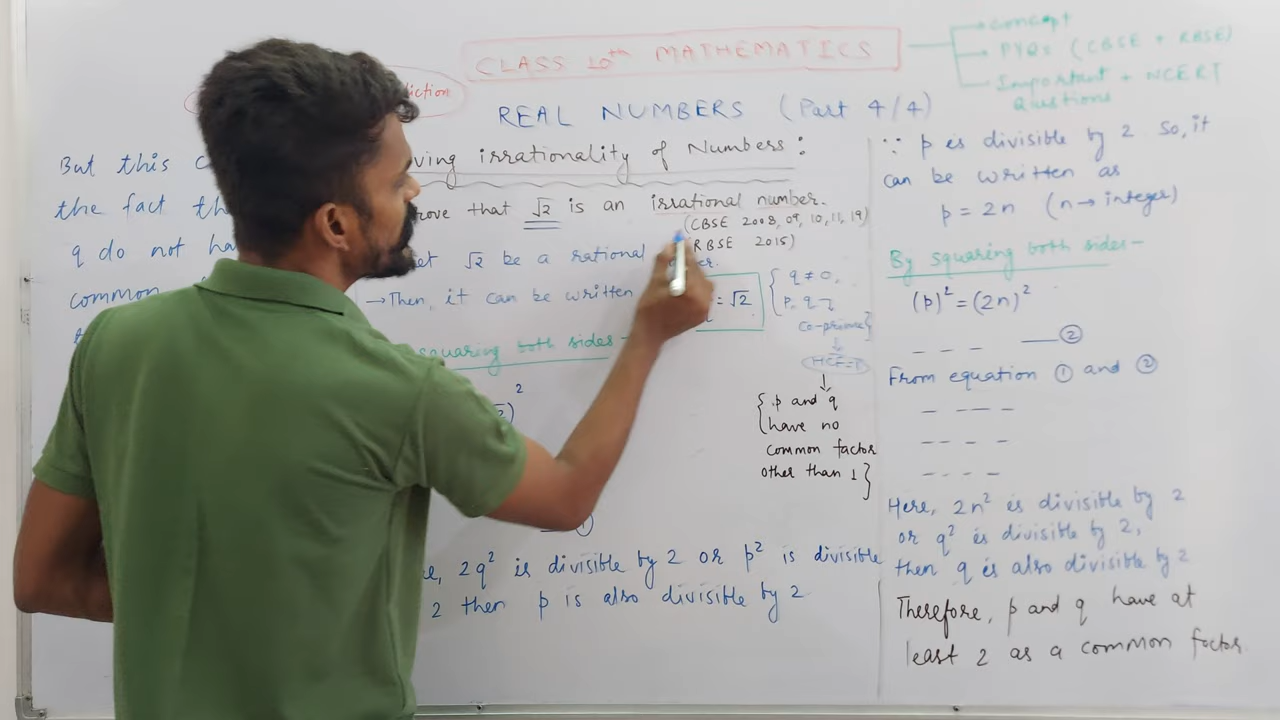 CLASS 10th MATHEMATICS
concept
PYQs (CBSE + RBSE)
Important + NCERT
Questions
REAL NUMBERS (Part 4/4)
But this
the fact
q do not
common
irrationality of Numbers:
that √2 is an irrational number.
(CBSE 2008, 09, 10, 11, 19)
RBSE 2015)
√2 be a rational
→ Then, it can be written
= √2
{ q ≠ 0,
p, q →
co-prime}
↓
HCF=1
↓
{ p and q
have no
common factor
other than 1 }
squaring both sides -
2
①
2q² is divisible by 2 or p² is divisible
2 then p is also divisible by 2
∵ p is divisible by 2 So, it
can be written as
p = 2n (n → integer)
By squaring both sides -
(p)² = (2n)²
_ _ _ — ②
From equation ① and ②
Here, 2n² is divisible by 2
or q² is divisible by 2,
then q is also divisible by 2
Therefore, p and q have at
least 2 as a common factor.